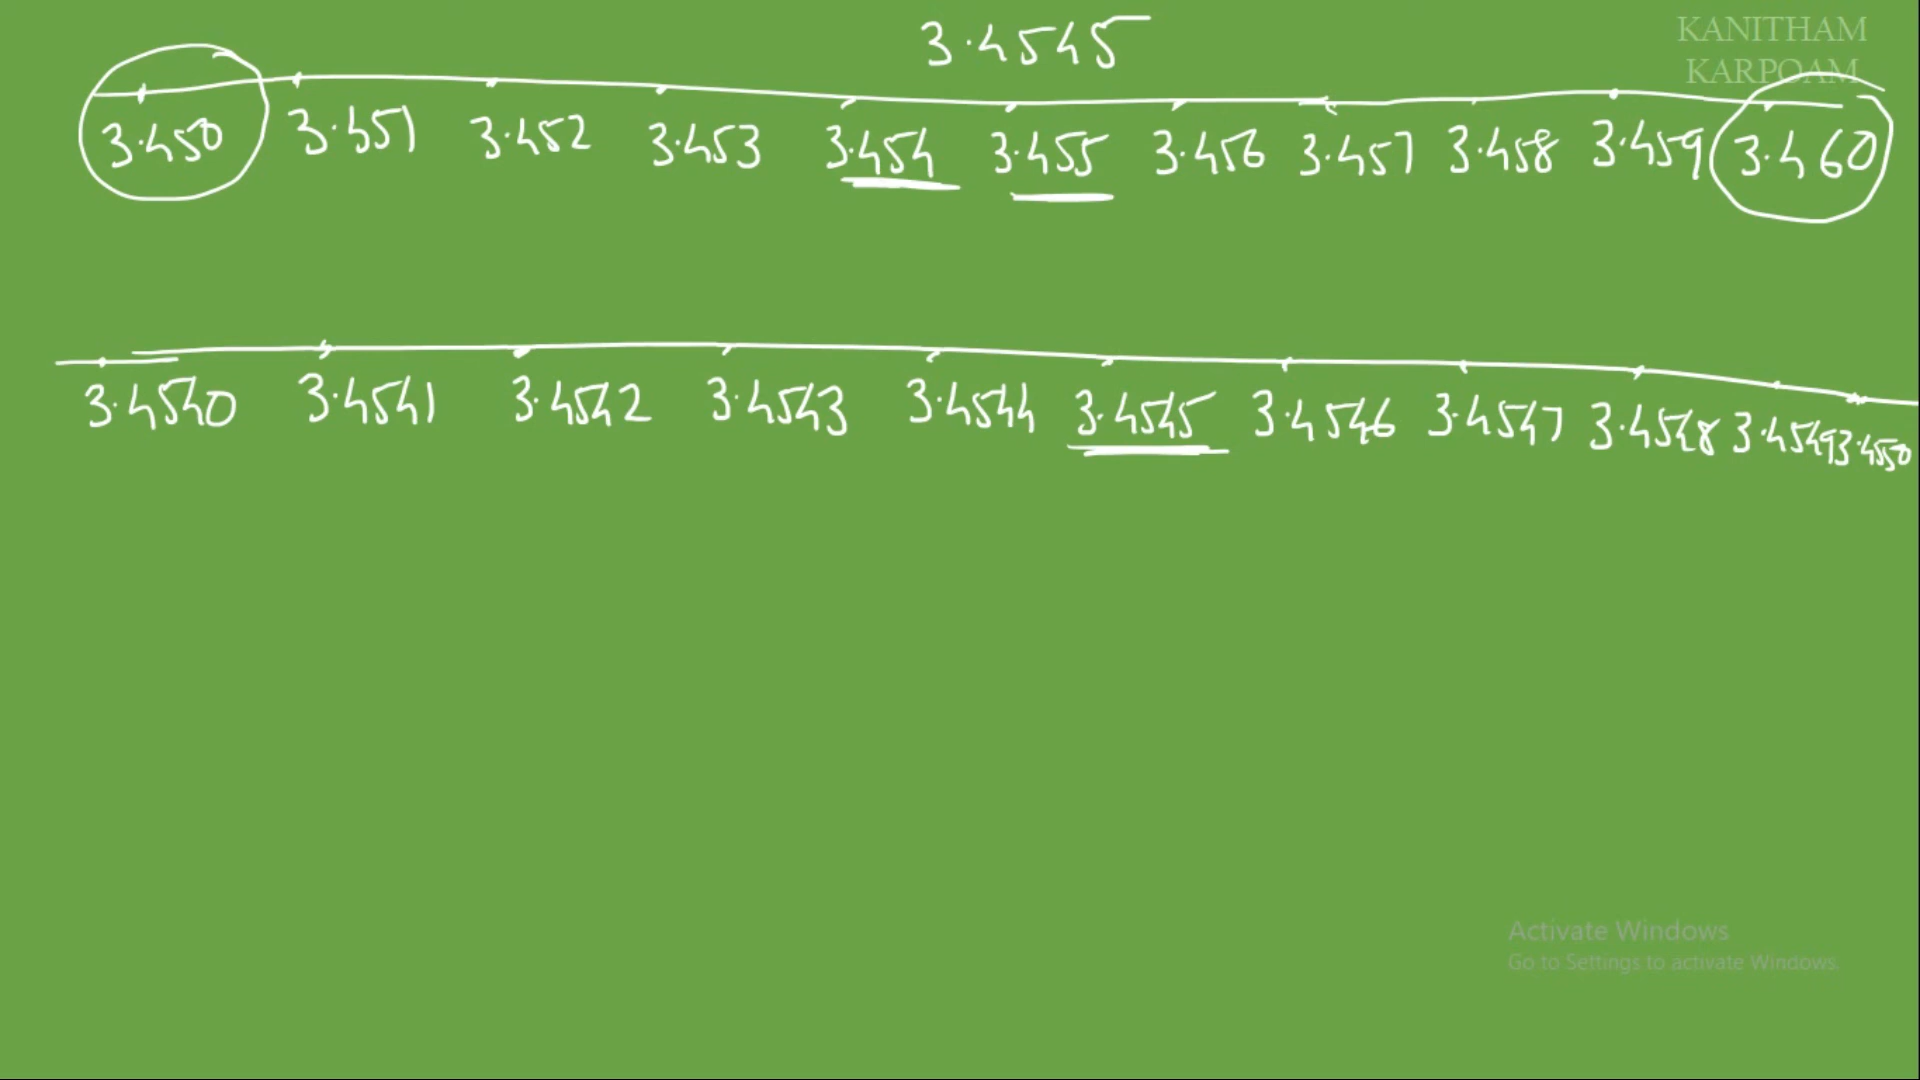 3.4545
KANITHAM
KARPOAM
3.450 3.451 3.452 3.453 3.454 3.455 3.456 3.457 3.458 3.459 3.460
3.4540 3.4541 3.4542 3.4543 3.4544 3.4545 3.4546 3.4547 3.4548 3.4549 3.4550
Activate Windows
Go to Settings to activate Windows.